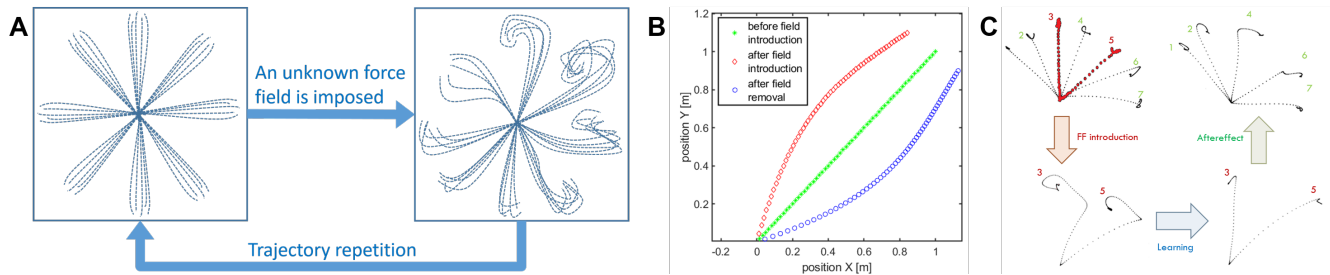 A
An unknown force
field is imposed
Trajectory repetition
B
position Y [m]
1.2
1
0.8
0.6
0.4
0.2
-0.2
0
0.2
0.4
0.6
0.8
1
position X [m]
before field
introduction
after field
introduction
after field
removal
C
3
2
4
5
6
7
FF introduction
3
5
Learning
3
5
Aftereffect
1
2
4
6
7